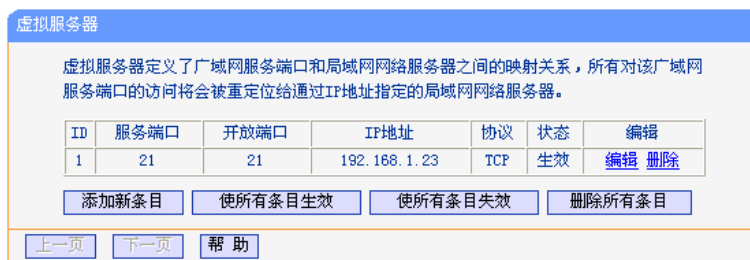 虚拟服务器
虚拟服务器定义了广域网服务端口和局域网网络服务器之间的映射关系，所有对该广域网
服务端口的访问将会被重定位给通过IP地址指定的局域网网络服务器。
ID 服务端口 开放端口 IP地址 协议 状态 编辑
1 21 21 192.168.1.23 TCP 生效 编辑 删除
添加新条目 使所有条目生效 使所有条目失效 删除所有条目
上一页 下一页 帮 助